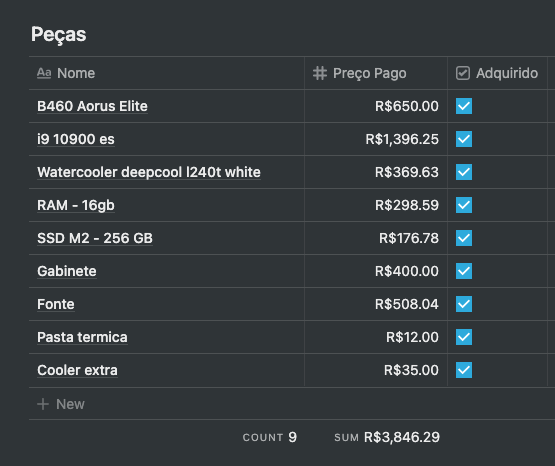 Peças
Aa Nome # Preço Pago Adquirido
B460 Aorus Elite R$650.00
i9 10900 es R$1,396.25
Watercooler deepcool l240t white R$369.63
RAM - 16gb R$298.59
SSD M2 - 256 GB R$176.78
Gabinete R$400.00
Fonte R$508.04
Pasta termica R$12.00
Cooler extra R$35.00
+ New
COUNT 9 SUM R$3,846.29